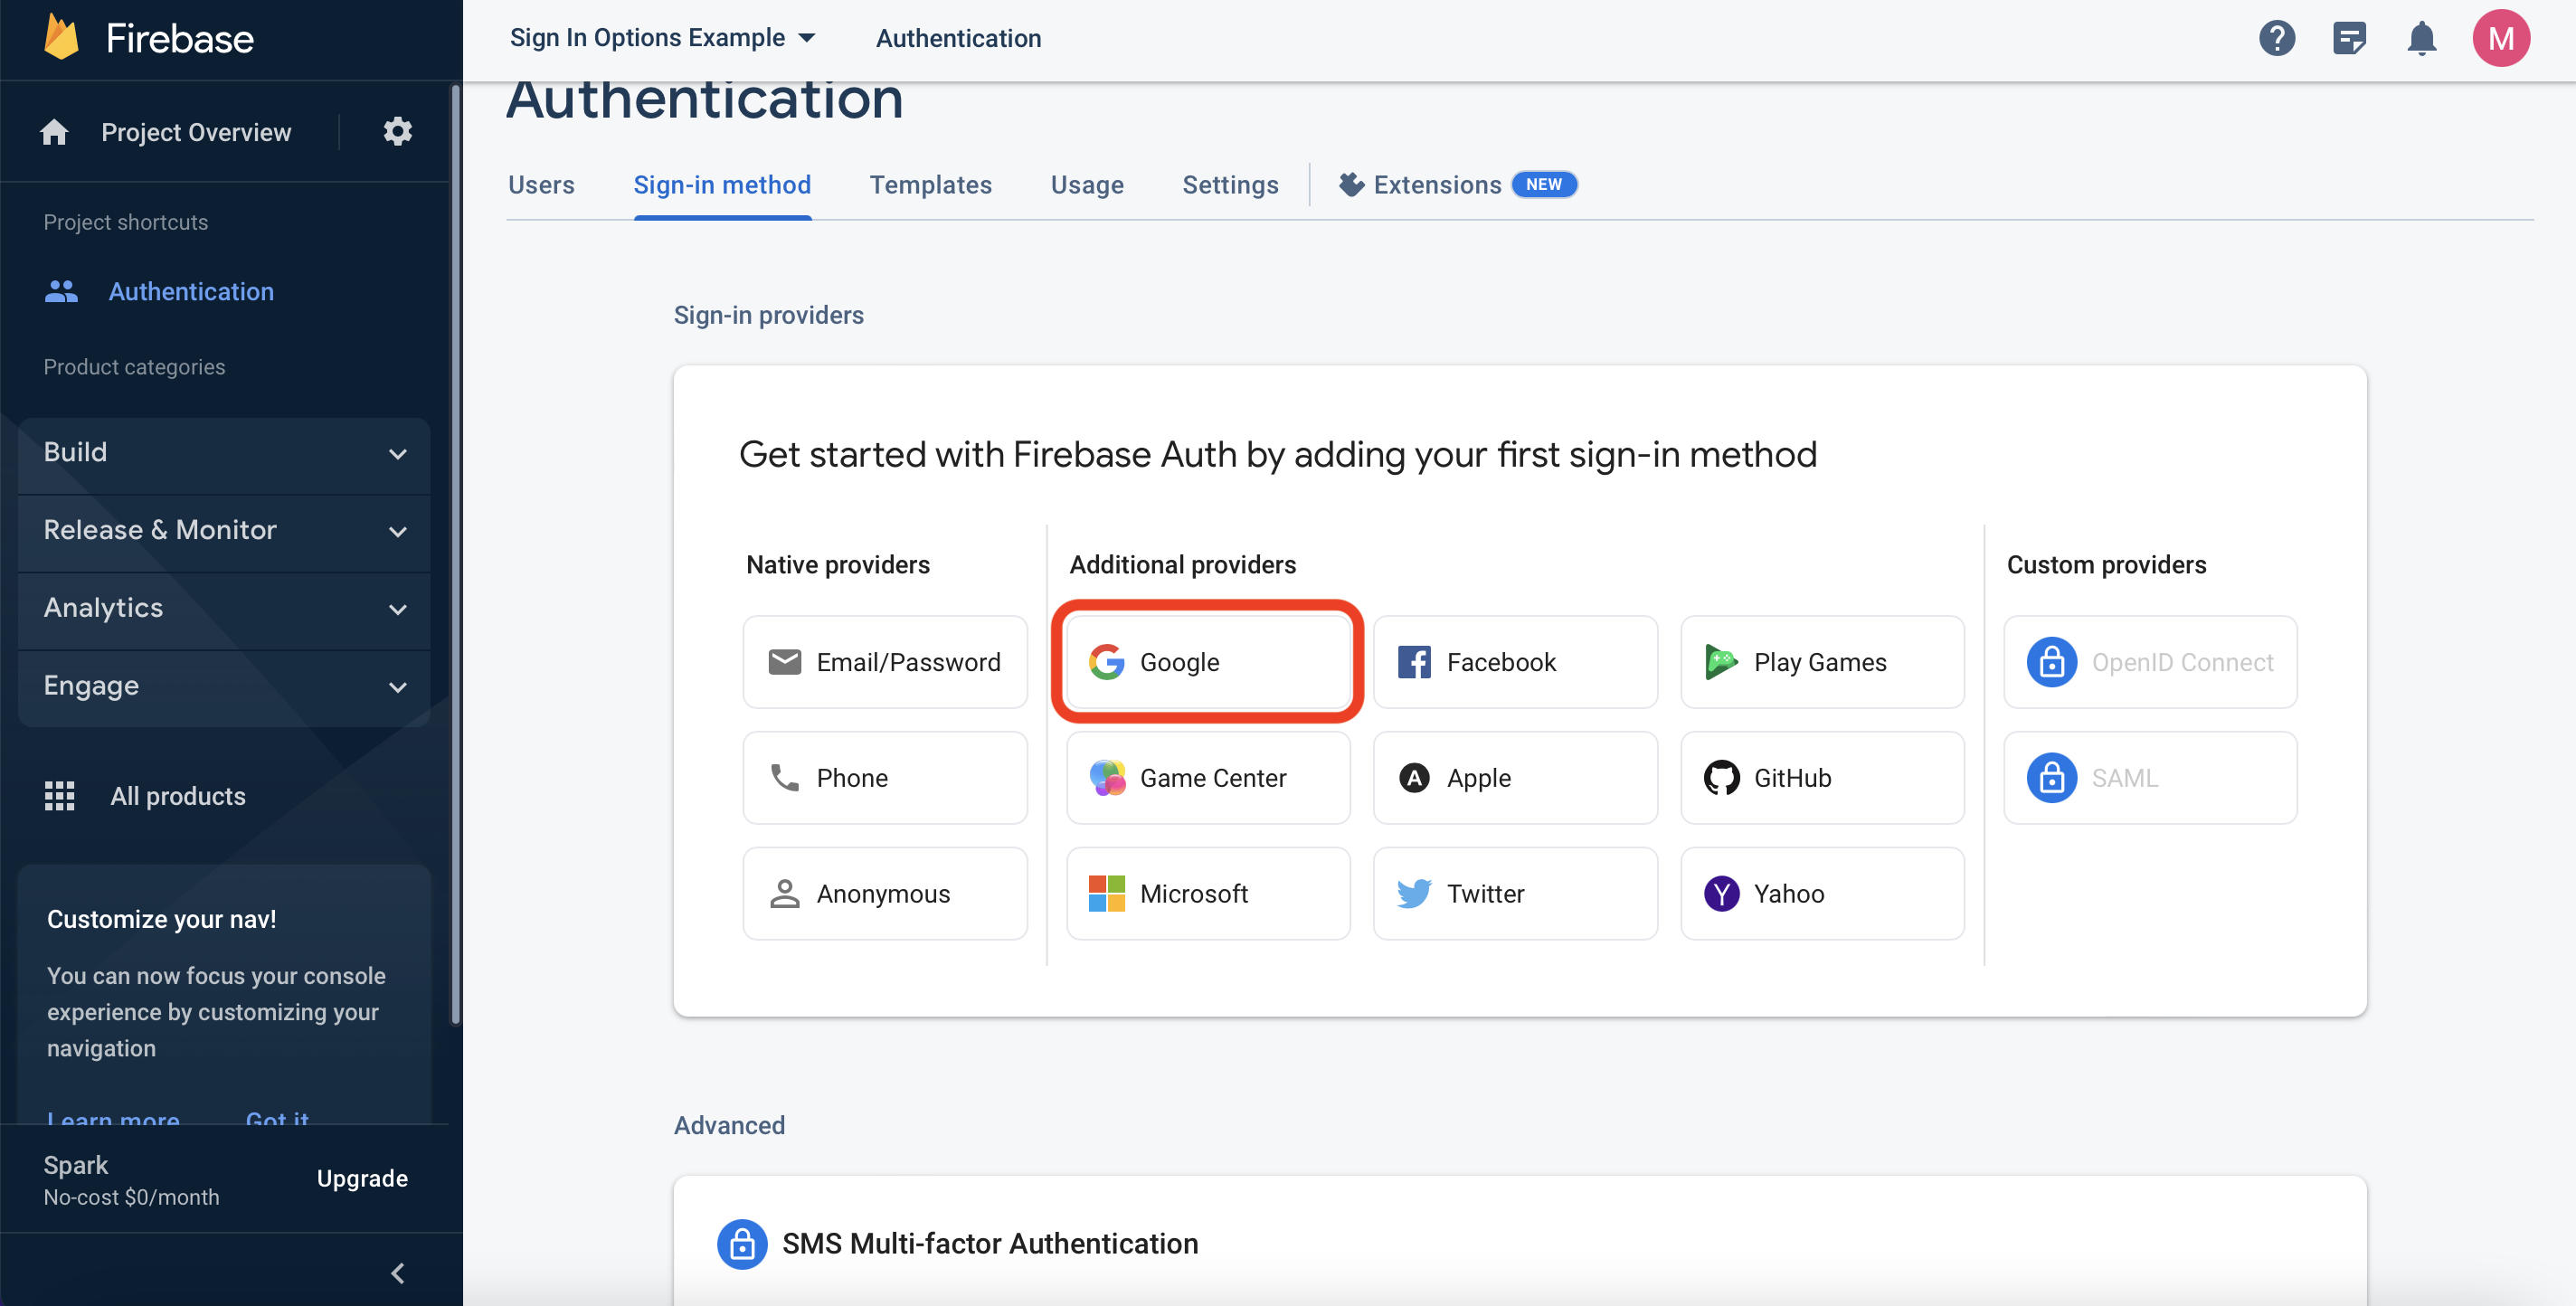 Firebase
Project Overview
Project shortcuts
Authentication
Product categories
Build
Release & Monitor
Analytics
Engage
All products
Customize your nav!
You can now focus your console
experience by customizing your
navigation
Learn more Got it
Spark
No-cost $0/month
Upgrade
Sign In Options Example Authentication
M
Authentication
Users Sign-in method Templates Usage Settings Extensions NEW
Sign-in providers
Get started with Firebase Auth by adding your first sign-in method
Native providers Additional providers Custom providers
Email/Password Google Facebook Play Games OpenID Connect
Phone Game Center Apple GitHub SAML
Anonymous Microsoft Twitter Yahoo
Advanced
SMS Multi-factor Authentication